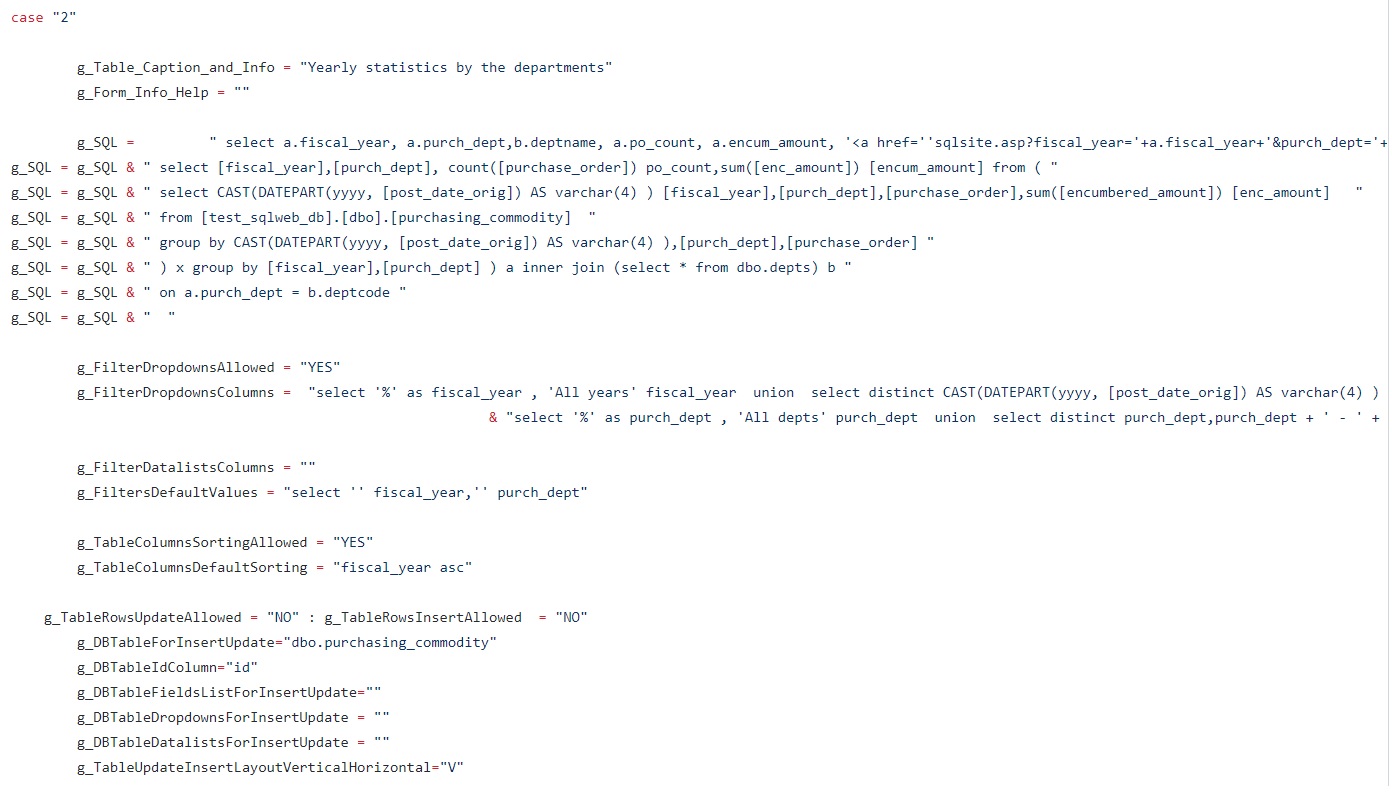 case "2"
g_Table_Caption_and_Info = "Yearly statistics by the departments"
g_Form_Info_Help = ""
g_SQL = " select a.fiscal_year, a.purch_dept,b.deptname, a.po_count, a.encum_amount, '<a href=''sqlsite.asp?fiscal_year='+a.fiscal_year+'&purch_dept='+
g_SQL = g_SQL & " select [fiscal_year],[purch_dept], count([purchase_order]) po_count,sum([enc_amount]) [encum_amount] from ( "
g_SQL = g_SQL & " select CAST(DATEPART(yyyy, [post_date_orig]) AS varchar(4) ) [fiscal_year],[purch_dept],[purchase_order],sum([encumbered_amount]) [enc_amount]   "
g_SQL = g_SQL & " from [test_sqlweb_db].[dbo].[purchasing_commodity]  "
g_SQL = g_SQL & " group by CAST(DATEPART(yyyy, [post_date_orig]) AS varchar(4) ),[purch_dept],[purchase_order] "
g_SQL = g_SQL & " ) x group by [fiscal_year],[purch_dept] ) a inner join (select * from dbo.depts) b "
g_SQL = g_SQL & " on a.purch_dept = b.deptcode "
g_SQL = g_SQL & "  "
g_FilterDropdownsAllowed = "YES"
g_FilterDropdownsColumns =  "select '%' as fiscal_year , 'All years' fiscal_year  union  select distinct CAST(DATEPART(yyyy, [post_date_orig]) AS varchar(4) )
& "select '%' as purch_dept , 'All depts' purch_dept  union  select distinct purch_dept,purch_dept + ' - ' +
g_FilterDatalistsColumns = ""
g_FiltersDefaultValues = "select '' fiscal_year,'' purch_dept"
g_TableColumnsSortingAllowed = "YES"
g_TableColumnsDefaultSorting = "fiscal_year asc"
g_TableRowsUpdateAllowed = "NO" : g_TableRowsInsertAllowed  = "NO"
g_DBTableForInsertUpdate="dbo.purchasing_commodity"
g_DBTableIdColumn="id"
g_DBTableFieldsListForInsertUpdate=""
g_DBTableDropdownsForInsertUpdate = ""
g_DBTableDatalistsForInsertUpdate = ""
g_TableUpdateInsertLayoutVerticalHorizontal="V"